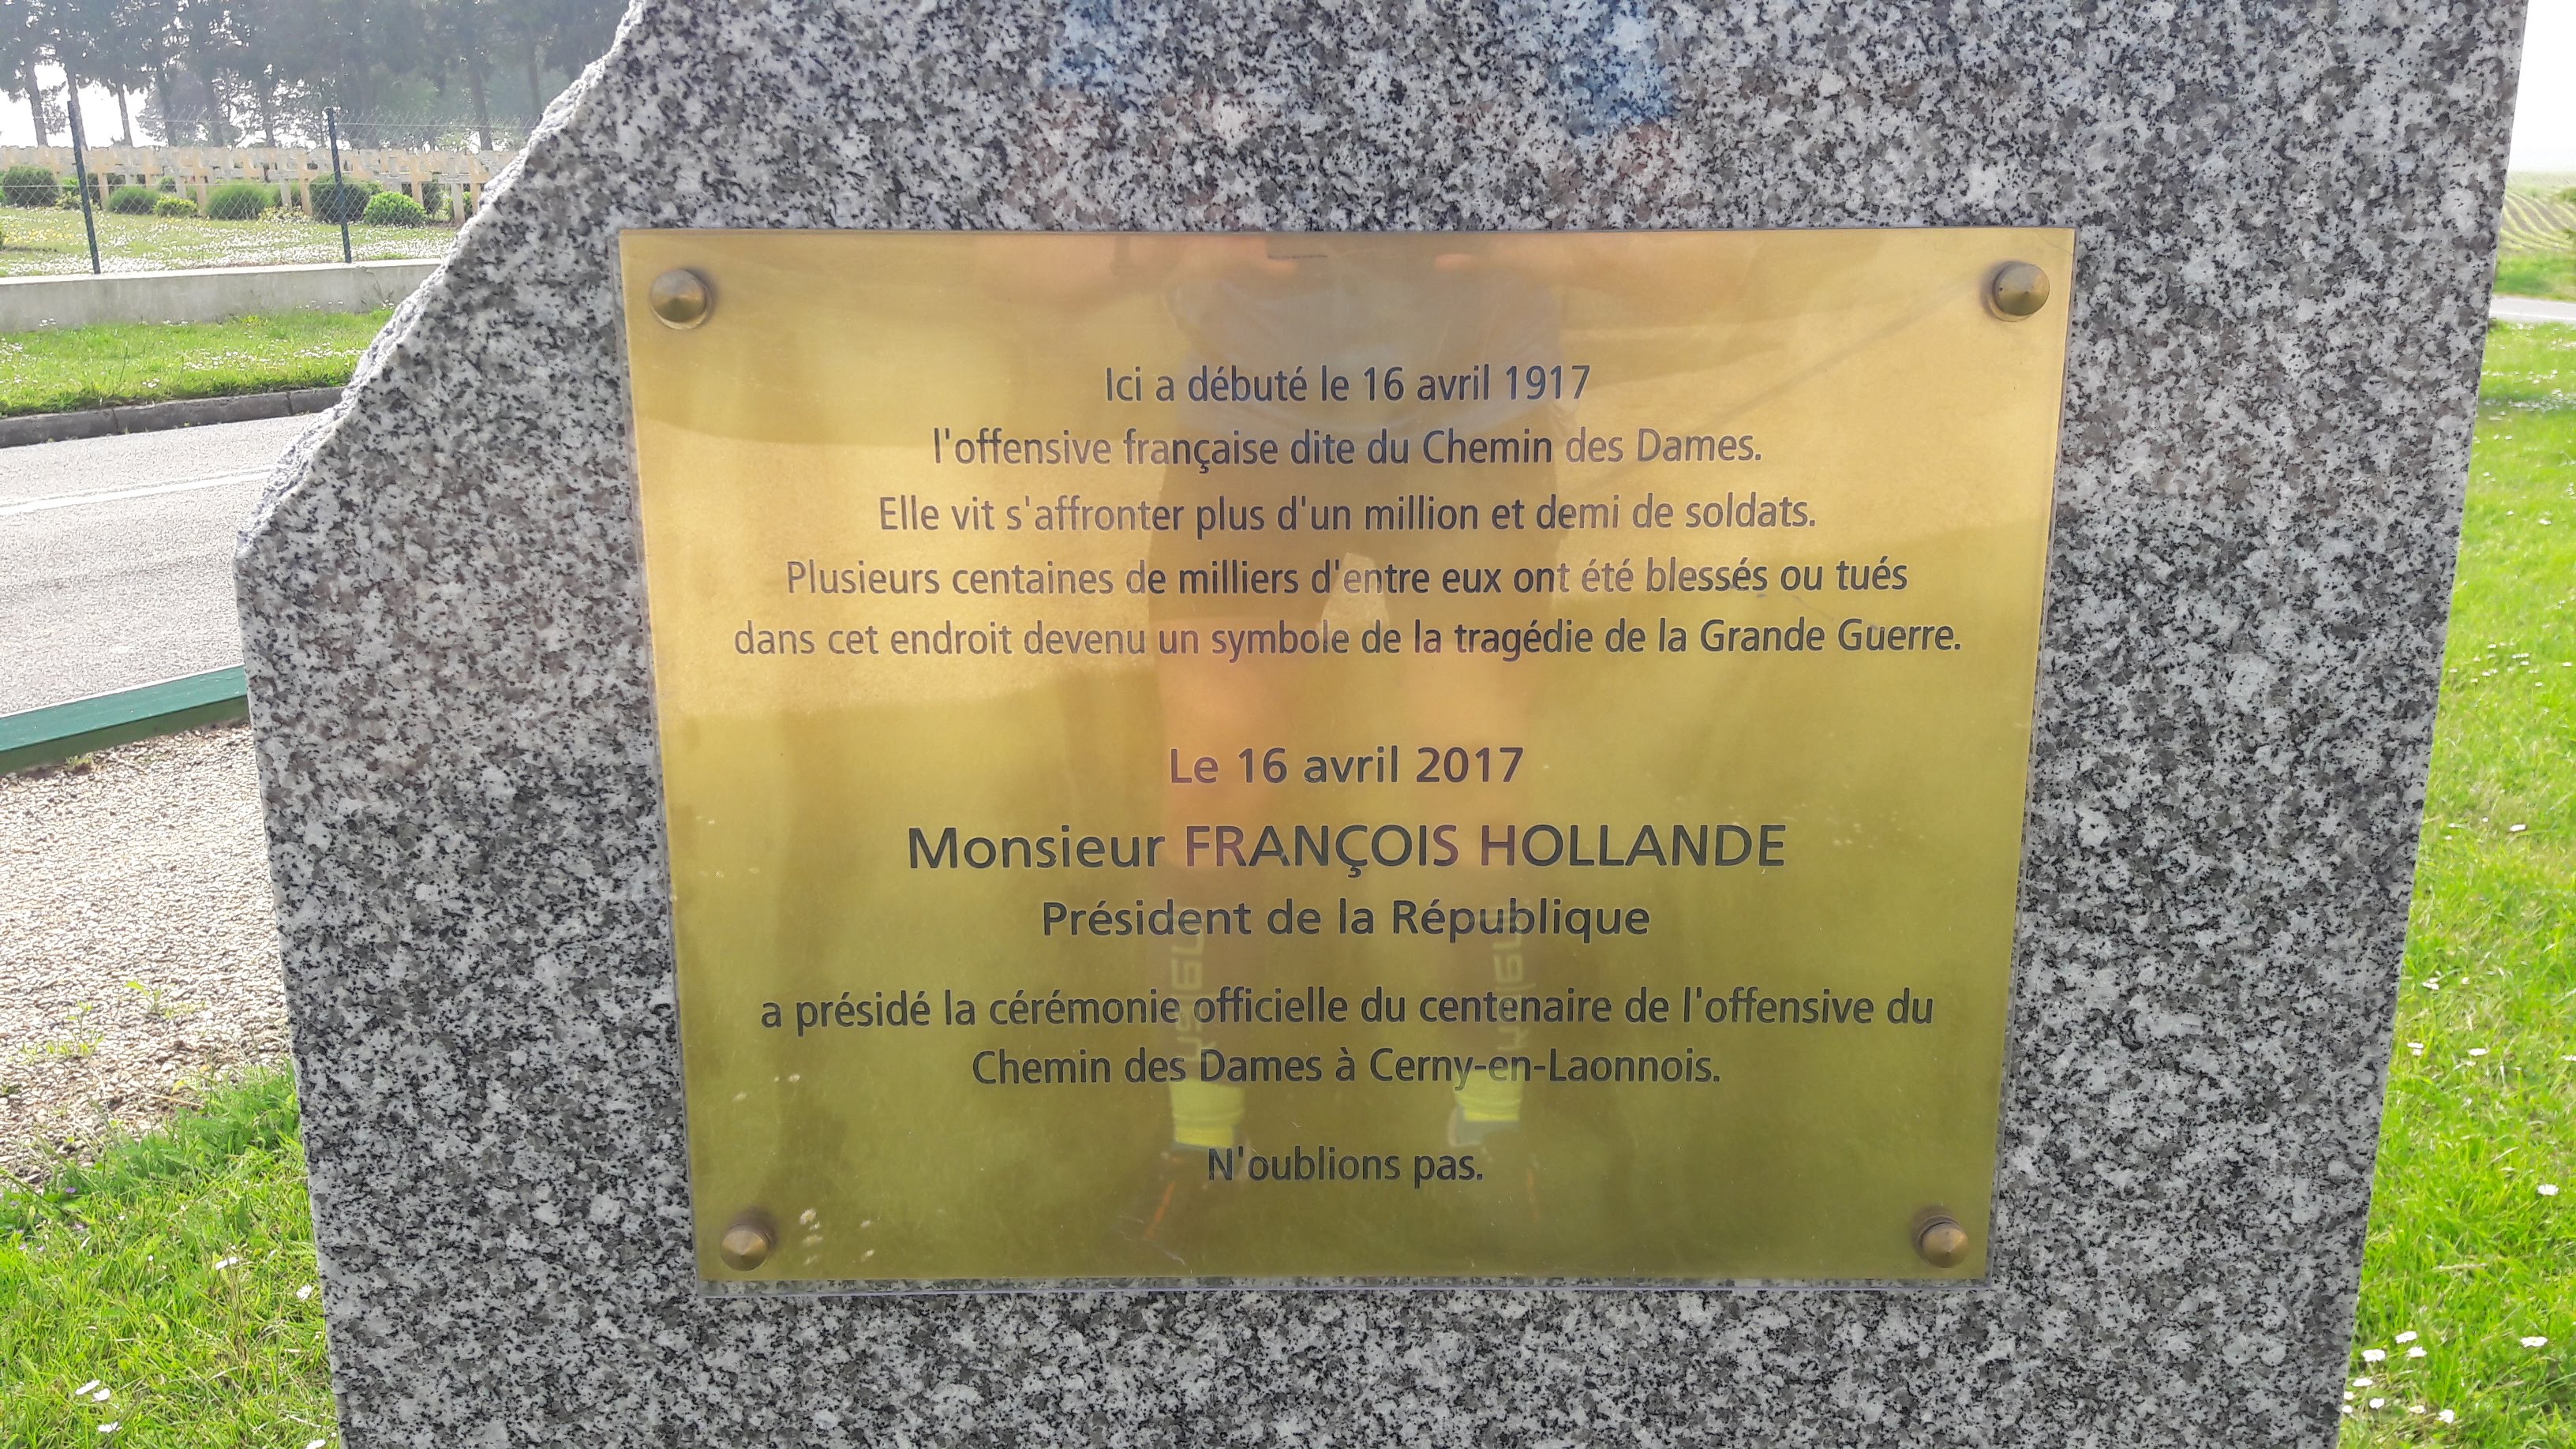 Ici a débuté le 16 avril 1917
l'offensive française dite du Chemin des Dames.
Elle vit s'affronter plus d'un million et demi de soldats.
Plusieurs centaines de milliers d'entre eux ont été blessés ou tués
dans cet endroit devenu un symbole de la tragédie de la Grande Guerre.
Le 16 avril 2017
Monsieur FRANÇOIS HOLLANDE
Président de la République
a présidé la cérémonie officielle du centenaire de l'offensive du
Chemin des Dames à Cerny-en-Laonnois.
N'oublions pas.